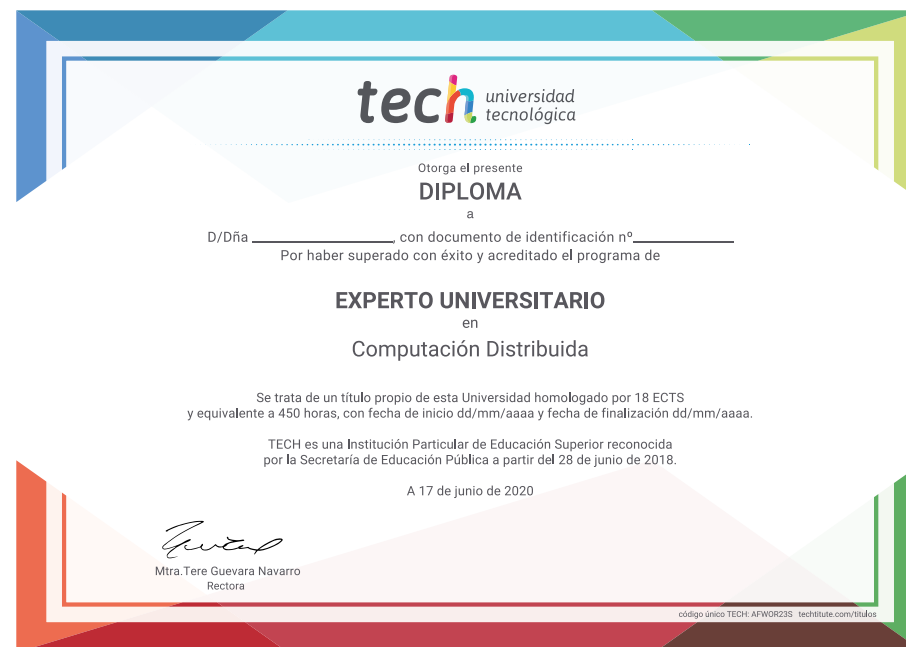 tech universidad
tecnológica
Otorga el presente
DIPLOMA
a
D/Dña ____________________, con documento de identificación nº______________
Por haber superado con éxito y acreditado el programa de
EXPERTO UNIVERSITARIO
en
Computación Distribuida
Se trata de un título propio de esta Universidad homologado por 18 ECTS
y equivalente a 450 horas, con fecha de inicio dd/mm/aaaa y fecha de finalización dd/mm/aaaa.
TECH es una Institución Particular de Educación Superior reconocida
por la Secretaría de Educación Pública a partir del 28 de junio de 2018.
A 17 de junio de 2020
Mtra.Tere Guevara Navarro
Rectora
código único TECH: AFWOR23S techtitute.com/titulos